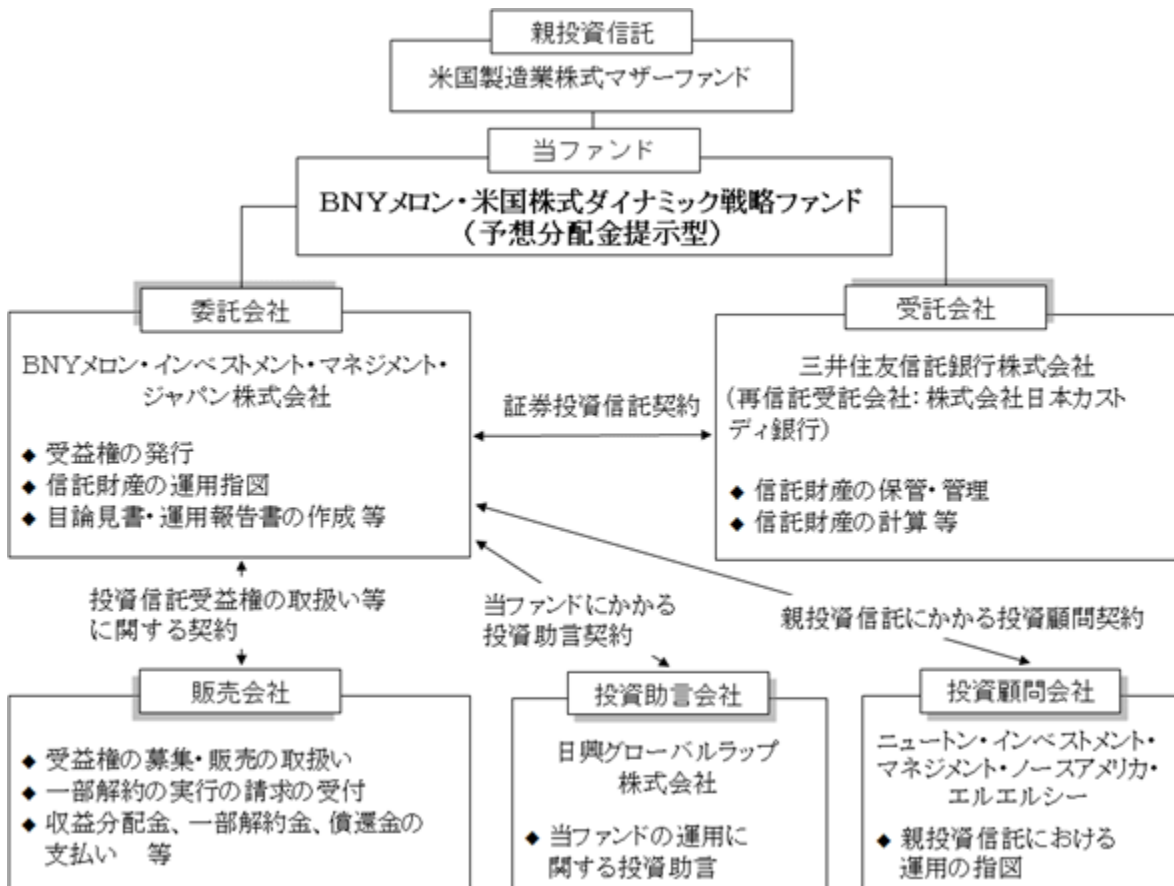 親投資信託
米国製造業株式マザーファンド
当ファンド
BNYメロン・米国株式ダイナミック戦略ファンド
（予想分配金提示型）
委託会社
BNYメロン・インベストメント・マネジメント・
ジャパン株式会社
◆ 受益権の発行
◆ 信託財産の運用指図
◆ 目論見書・運用報告書の作成 等
証券投資信託契約
受託会社
三井住友信託銀行株式会社
(再信託受託会社: 株式会社日本カスト
ディ銀行)
◆ 信託財産の保管・管理
◆ 信託財産の計算 等
投資信託受益権の取扱い等
に関する契約
当ファンドにかかる
投資助言契約
親投資信託にかかる投資顧問契約
販売会社
◆ 受益権の募集・販売の取扱い
◆ 一部解約の実行の請求の受付
◆ 収益分配金、一部解約金、償還金の
支払い 等
投資助言会社
日興グローバルラップ
株式会社
◆ 当ファンドの運用に
関する投資助言
投資顧問会社
ニュートン・インベストメント・
マネジメント・ノースアメリカ・
エルエルシー
◆ 親投資信託における
運用の指図